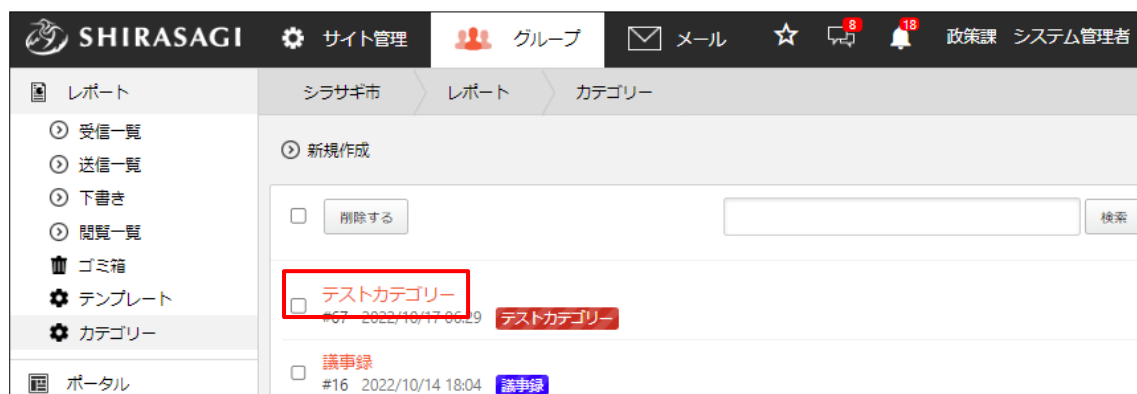 SHIRASAGI サイト管理 グループ メール 8 18 政策課 システム管理者
レポート
シラサギ市 レポート カテゴリー
受信一覧
送信一覧
下書き
閲覧一覧
ゴミ箱
テンプレート
カテゴリー
ポータル
新規作成
削除する 検索
テストカテゴリー
#67 2022/10/17 06:29 テストカテゴリー
議事録
#16 2022/10/14 18:04 議事録